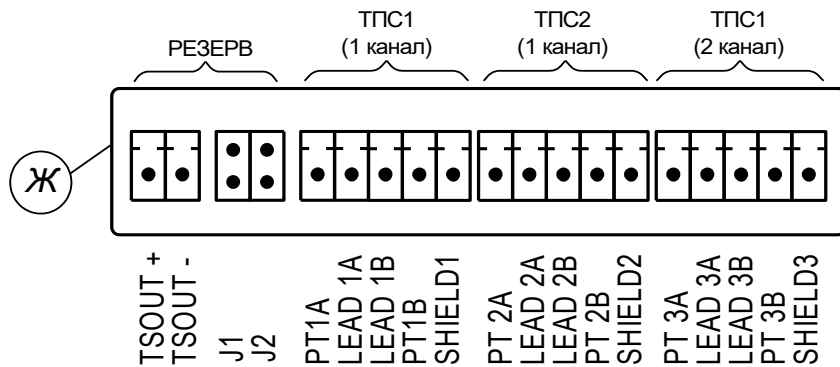 ТПС1
(1 канал)
ТПС2
(1 канал)
ТПС1
(2 канал)
РЕЗЕРВ
Ж
TSOUT +
TSOUT -
J1
J2
PT1A
LEAD 1A
LEAD 1B
PT1B
SHIELD1
PT 2A
LEAD 2A
LEAD 2B
PT 2B
SHIELD2
PT 3A
LEAD 3A
LEAD 3B
PT 3B
SHIELD3